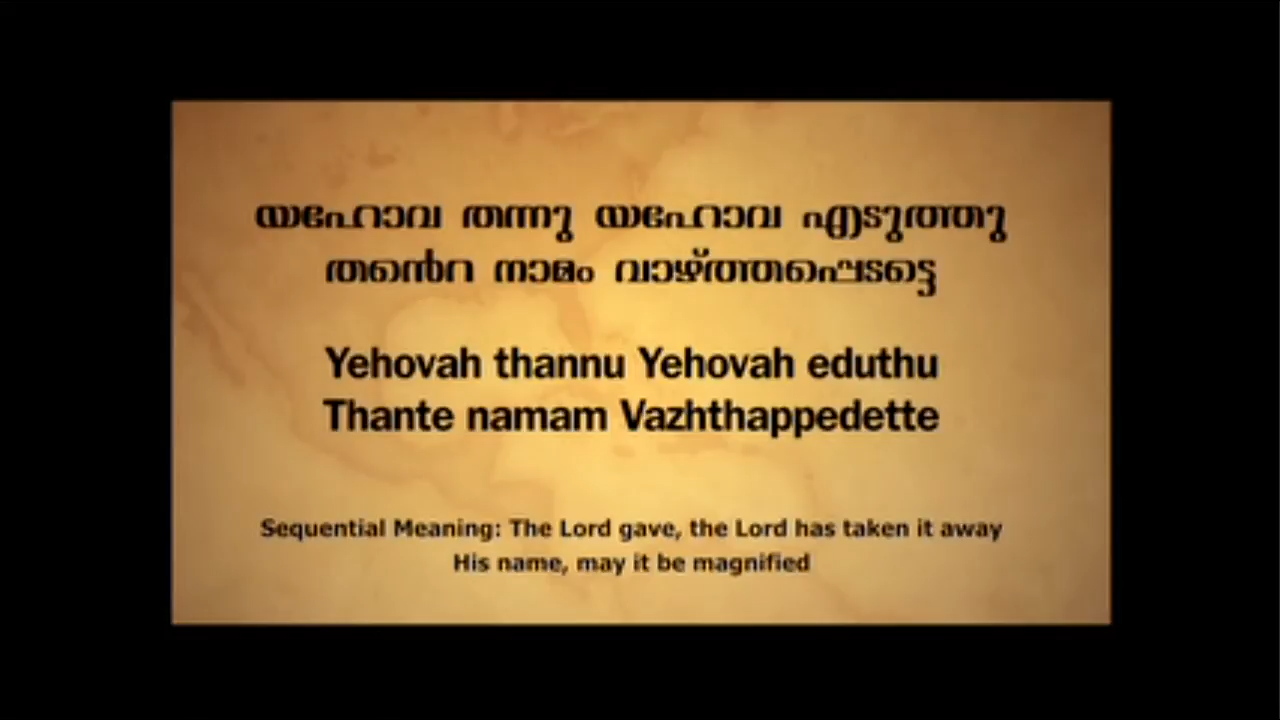 യഹോവ തന്നു യഹോവ എടുത്തു
തൻെറ നാമം വാഴ്ത്തപ്പെടട്ടെ
Yehovah thannu Yehovah eduthu
Thante namam Vazhthappedette
Sequential Meaning: The Lord gave, the Lord has taken it away
His name, may it be magnified